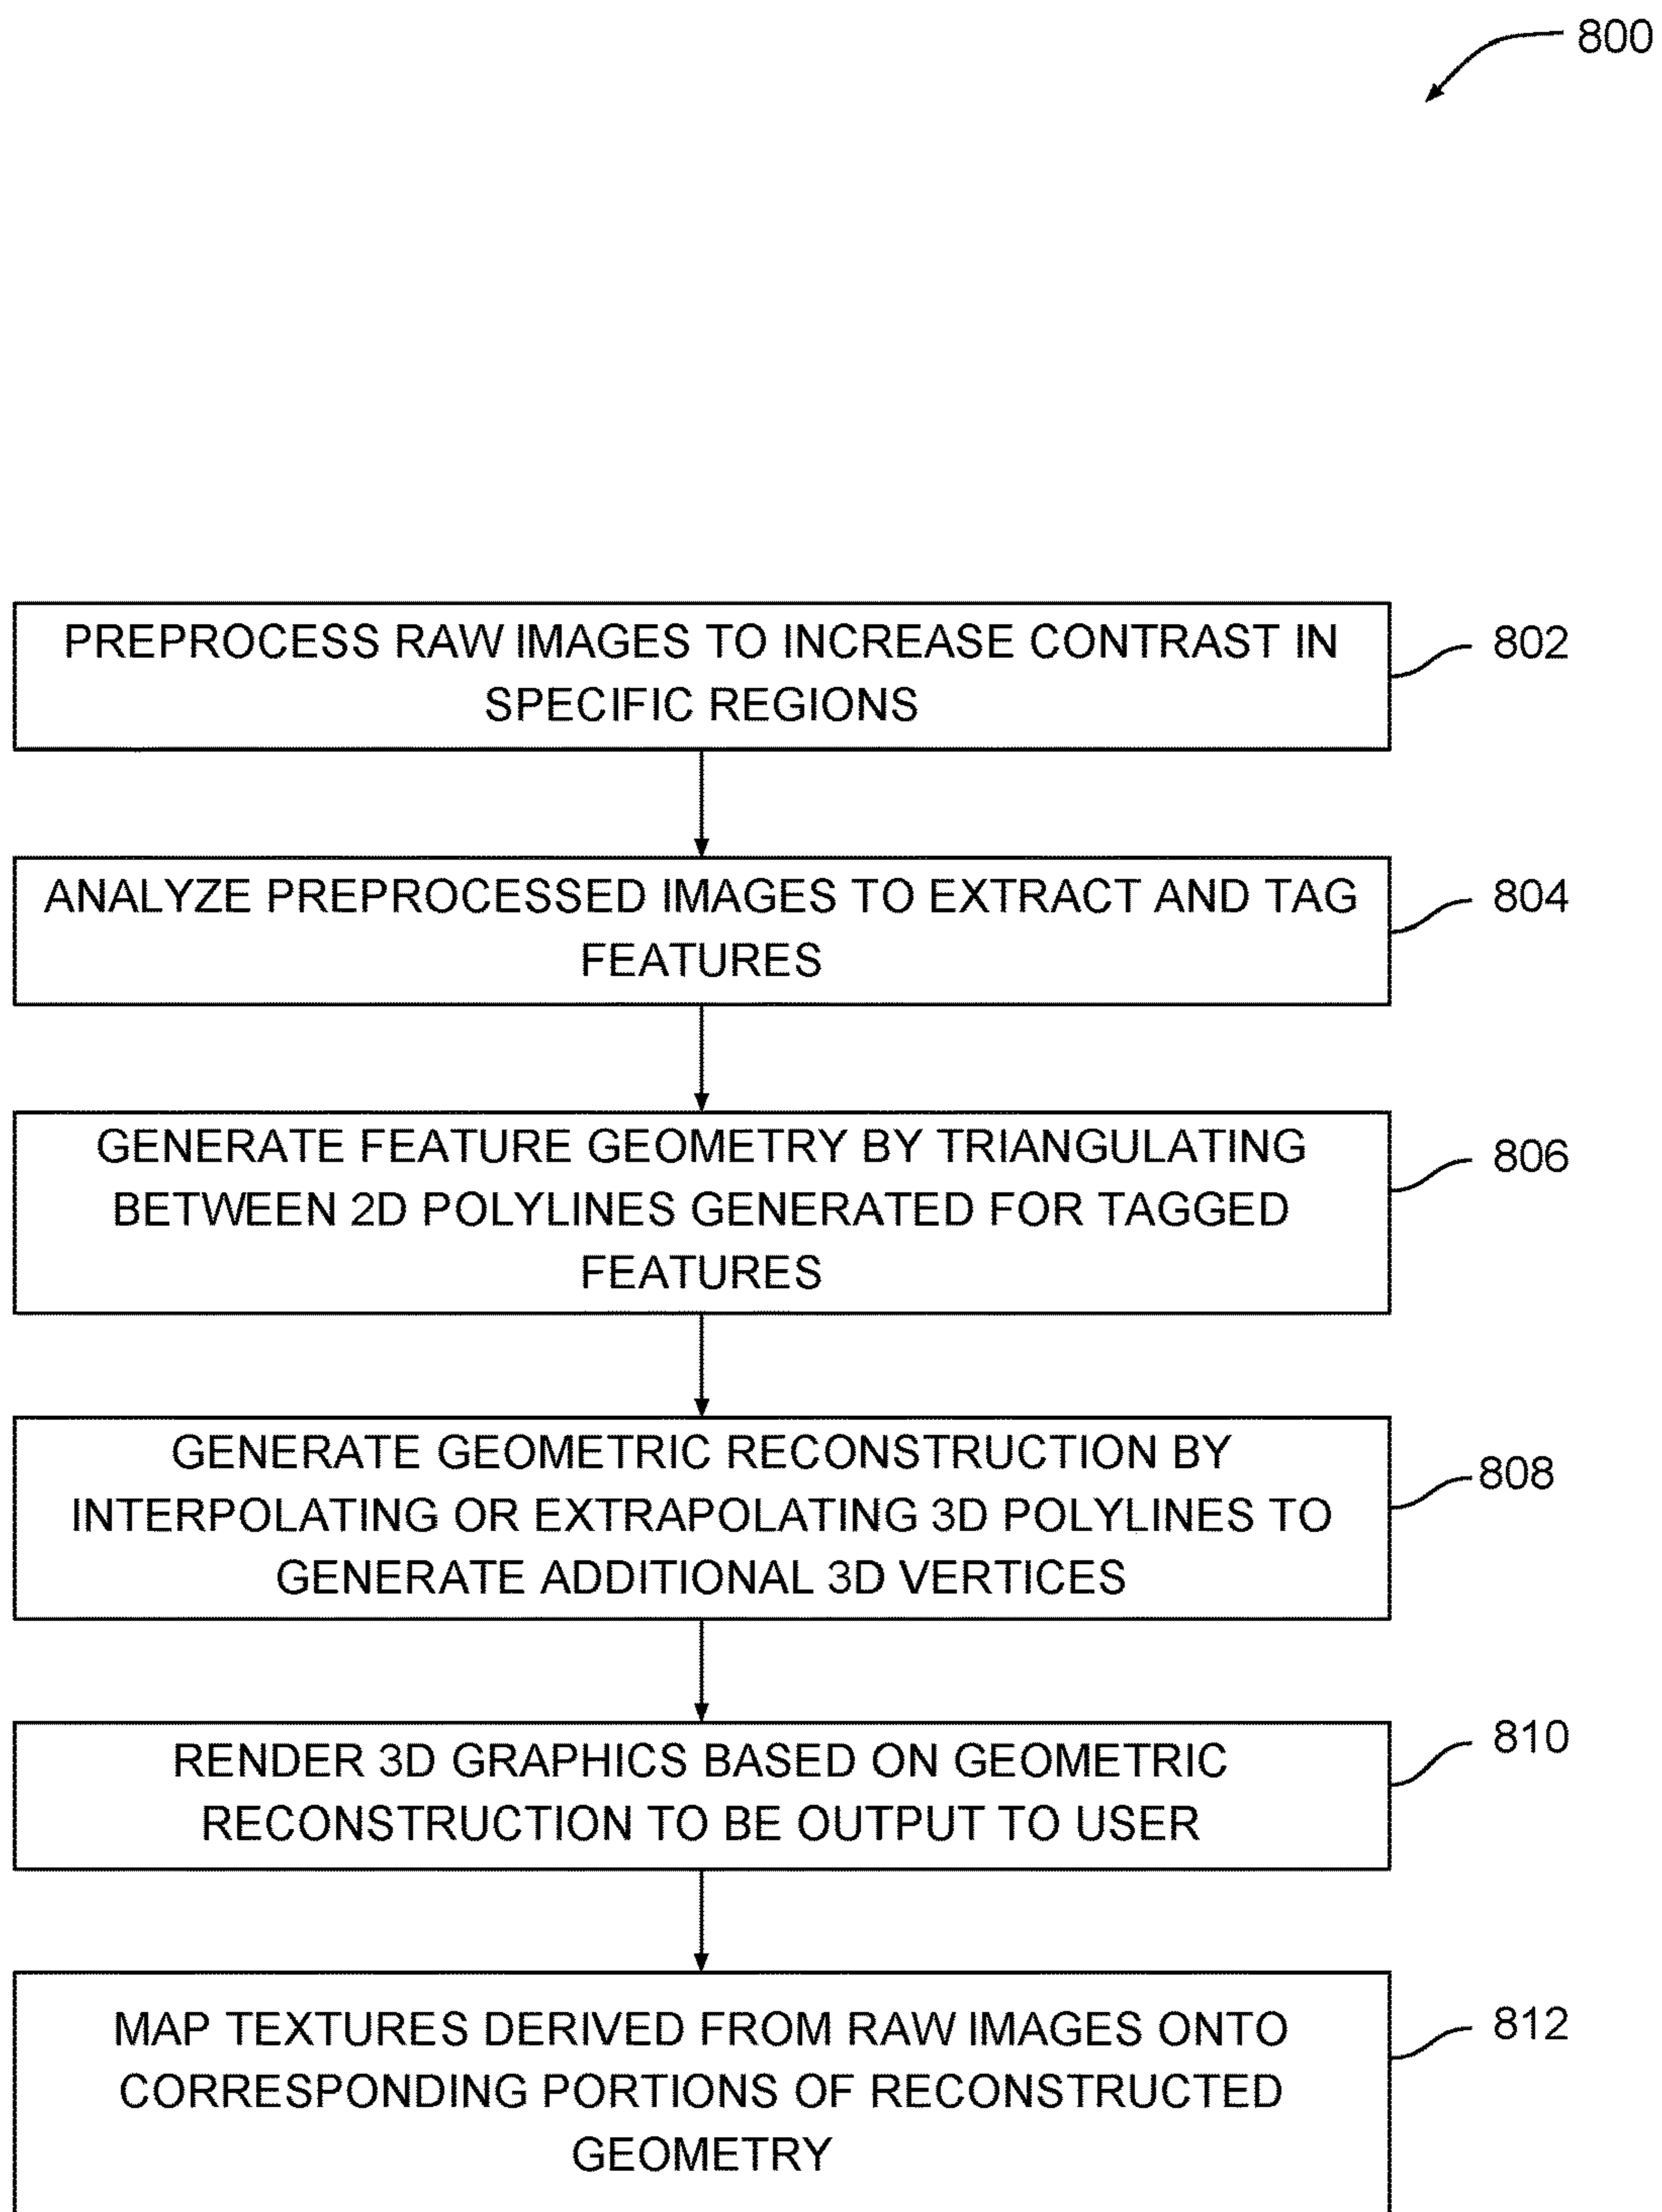 800
PREPROCESS RAW IMAGES TO INCREASE CONTRAST IN
SPECIFIC REGIONS
802
ANALYZE PREPROCESSED IMAGES TO EXTRACT AND TAG
FEATURES
804
GENERATE FEATURE GEOMETRY BY TRIANGULATING
BETWEEN 2D POLYLINES GENERATED FOR TAGGED
FEATURES
806
GENERATE GEOMETRIC RECONSTRUCTION BY
INTERPOLATING OR EXTRAPOLATING 3D POLYLINES TO
GENERATE ADDITIONAL 3D VERTICES
808
RENDER 3D GRAPHICS BASED ON GEOMETRIC
RECONSTRUCTION TO BE OUTPUT TO USER
810
MAP TEXTURES DERIVED FROM RAW IMAGES ONTO
CORRESPONDING PORTIONS OF RECONSTRUCTED
GEOMETRY
812